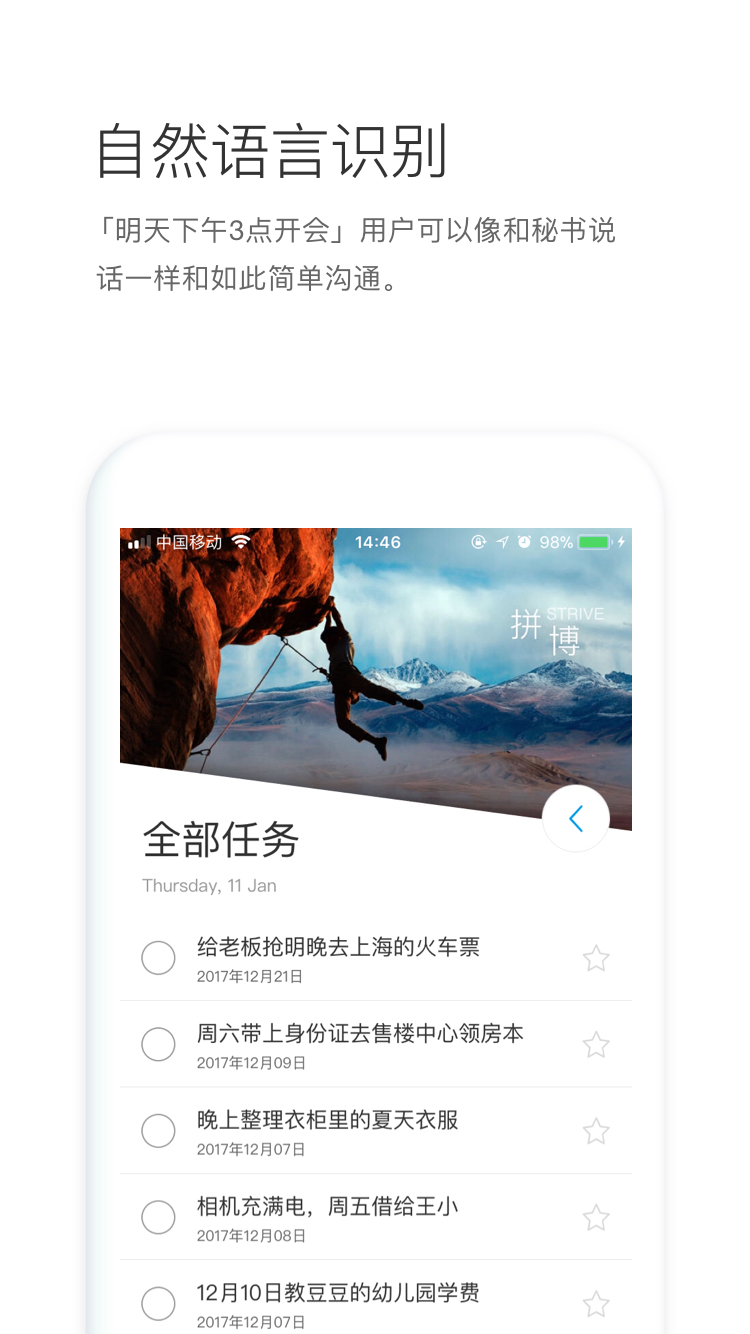 自然语言识别
「明天下午3点开会」用户可以像和秘书说
话一样和如此简单沟通。
中国移动 14:46 98%
拼 STRIVE
博
全部任务
Thursday, 11 Jan
给老板抢明晚去上海的火车票
2017年12月21日
周六带上身份证去售楼中心领房本
2017年12月09日
晚上整理衣柜里的夏天衣服
2017年12月07日
相机充满电，周五借给王小
2017年12月08日
12月10日教豆豆的幼儿园学费
2017年12月07日